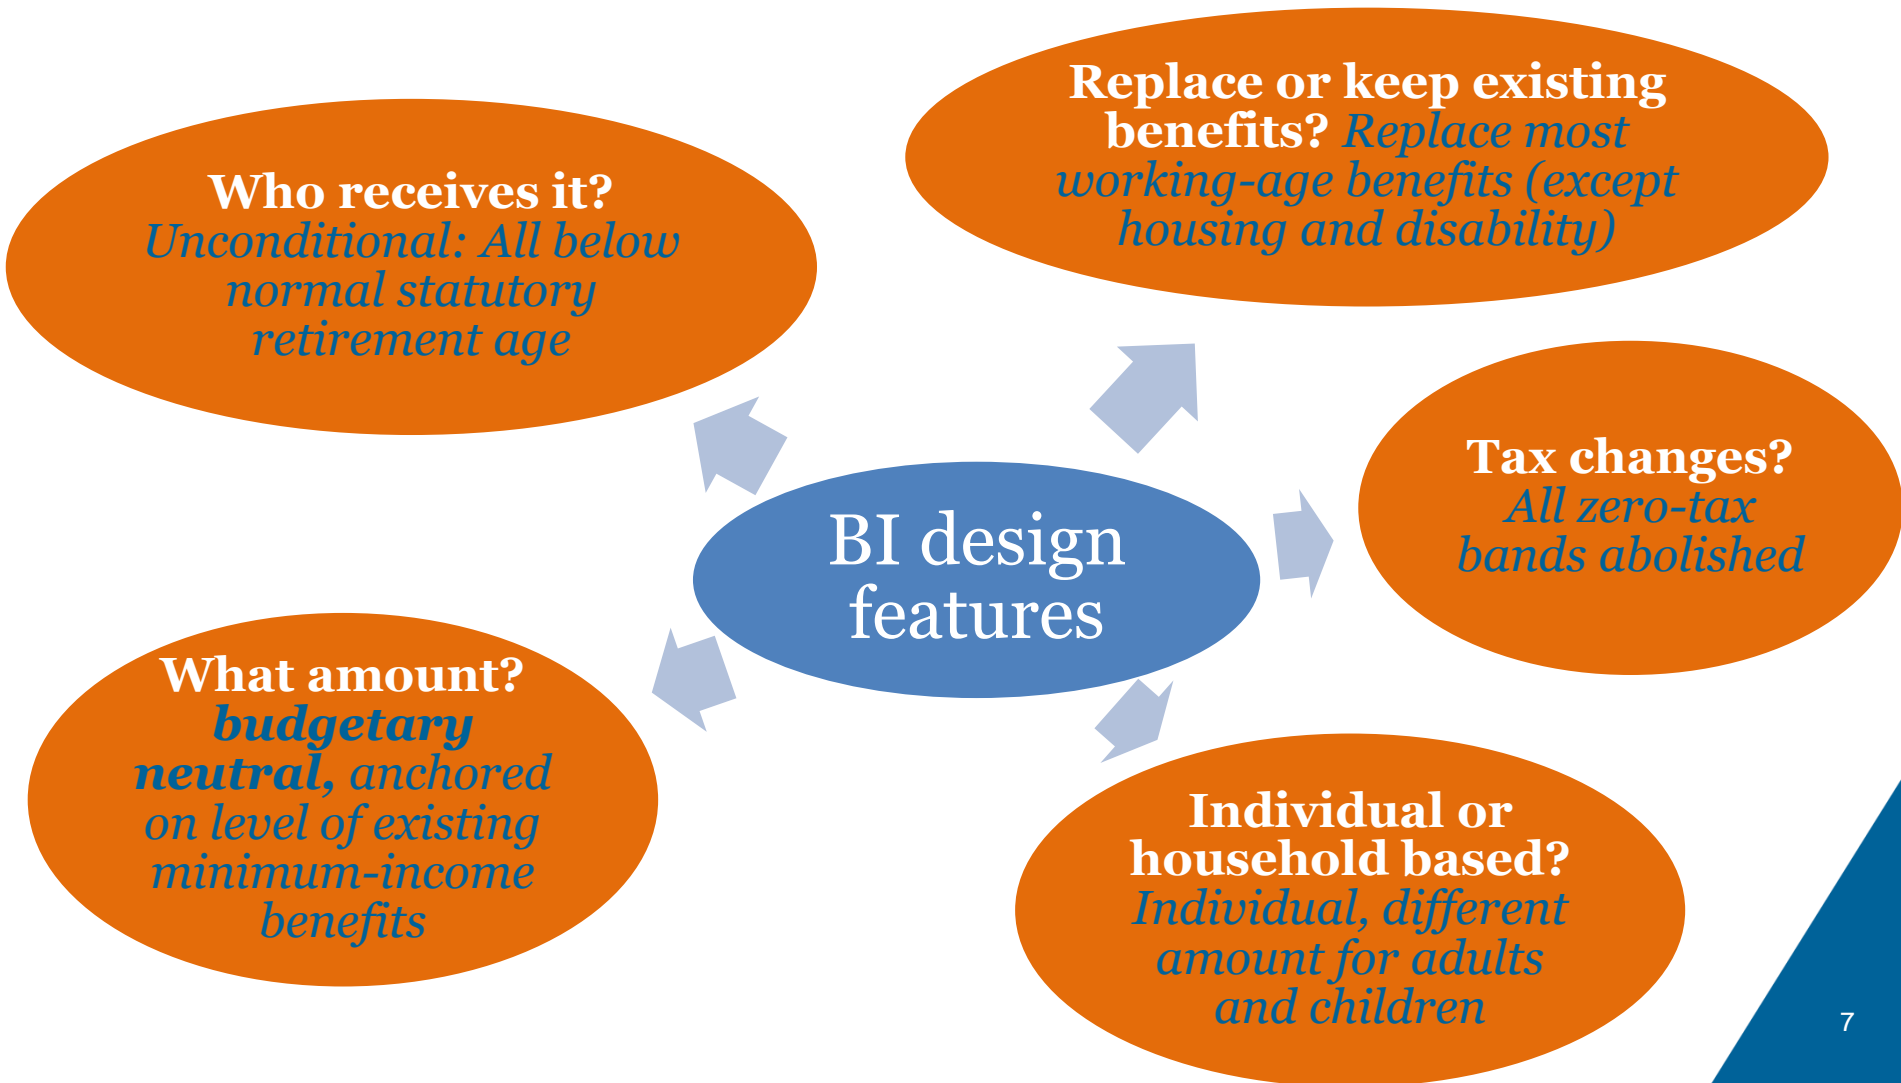 Who receives it?
Unconditional: All below
normal statutory
retirement age
Replace or keep existing
benefits? Replace most
working-age benefits (except
housing and disability)
Tax changes?
All zero-tax
bands abolished
BI design
features
What amount?
budgetary
neutral, anchored
on level of existing
minimum-income
benefits
Individual or
household based?
Individual, different
amount for adults
and children
7